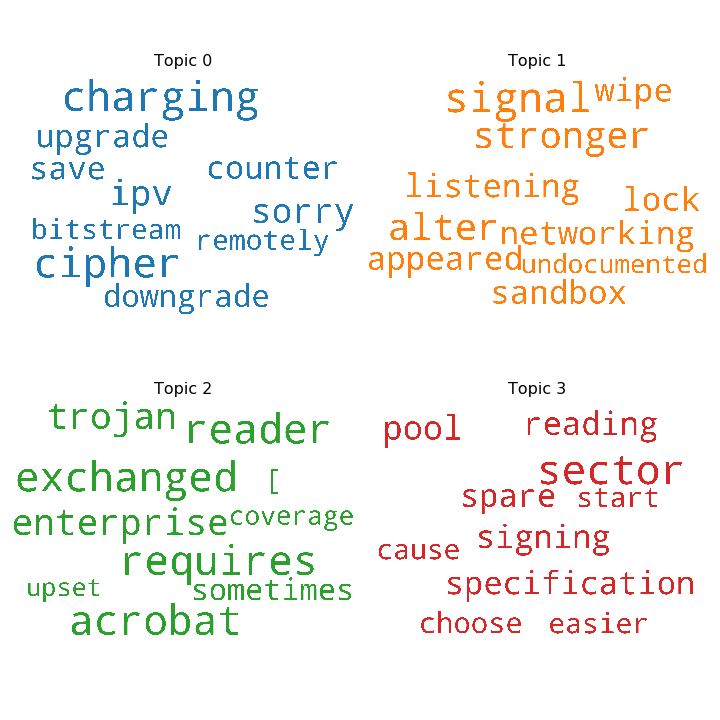 Topic 0
charging
upgrade
save
counter
ipv
sorry
bitstream
remotely
cipher
downgrade
Topic 1
signal
wipe
stronger
listening
lock
alter
networking
appeared
undocumented
sandbox
Topic 2
trojan
reader
exchanged
[
enterprise
coverage
requires
upset
sometimes
acrobat
Topic 3
pool
reading
sector
spare
start
signing
cause
specification
choose
easier